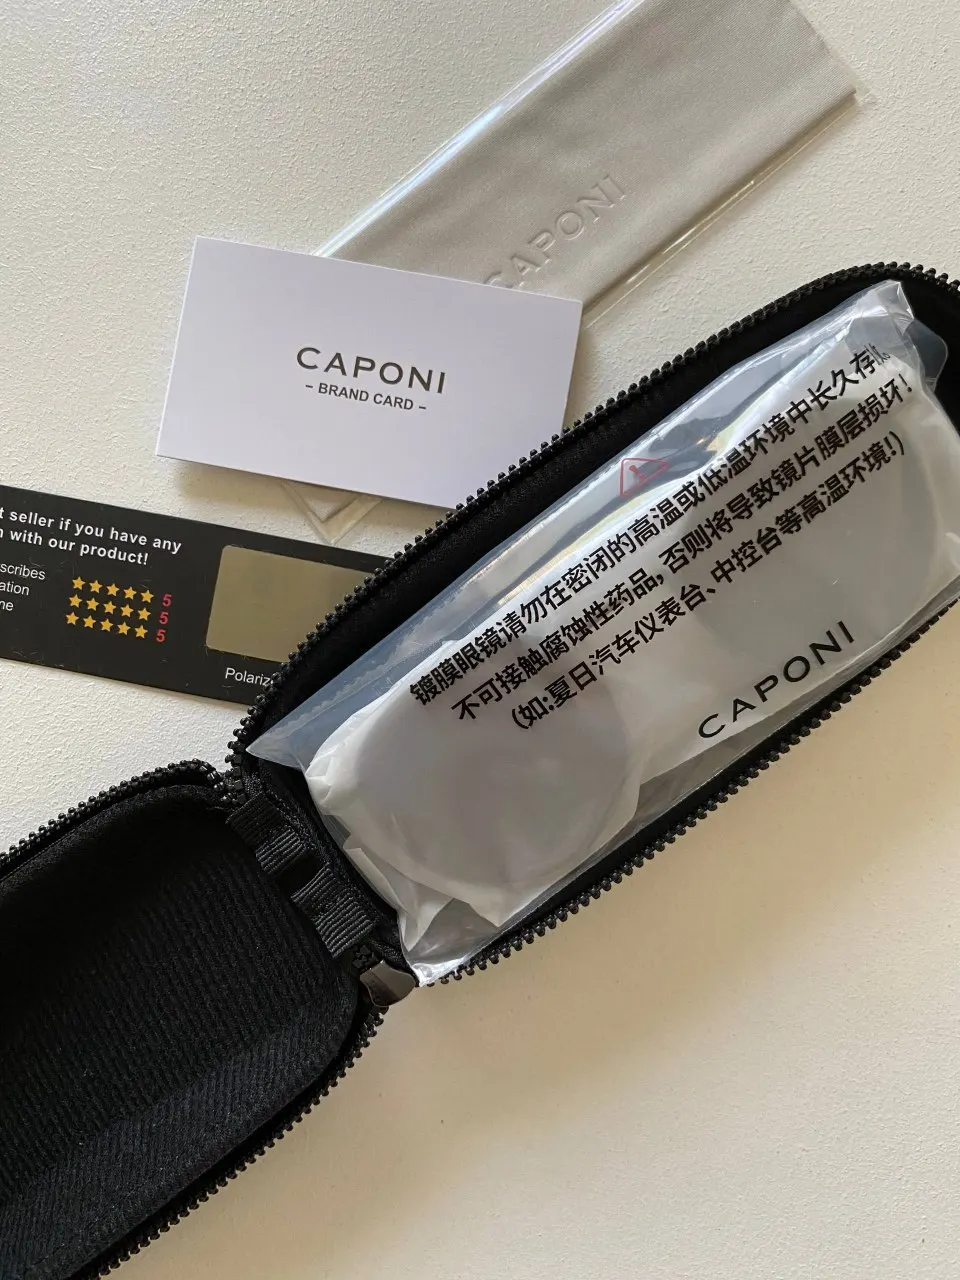 CAPONI
CAPONI
- BRAND CARD -
镀膜眼镜请勿在密闭的高温或低温环境中长久存
不可接触腐蚀性药品, 否则将导致镜片膜层损坏!
(如:夏日汽车仪表台、中控台等高温环境!)
CAPONI
seller if you have any
with our product!
5
5
5